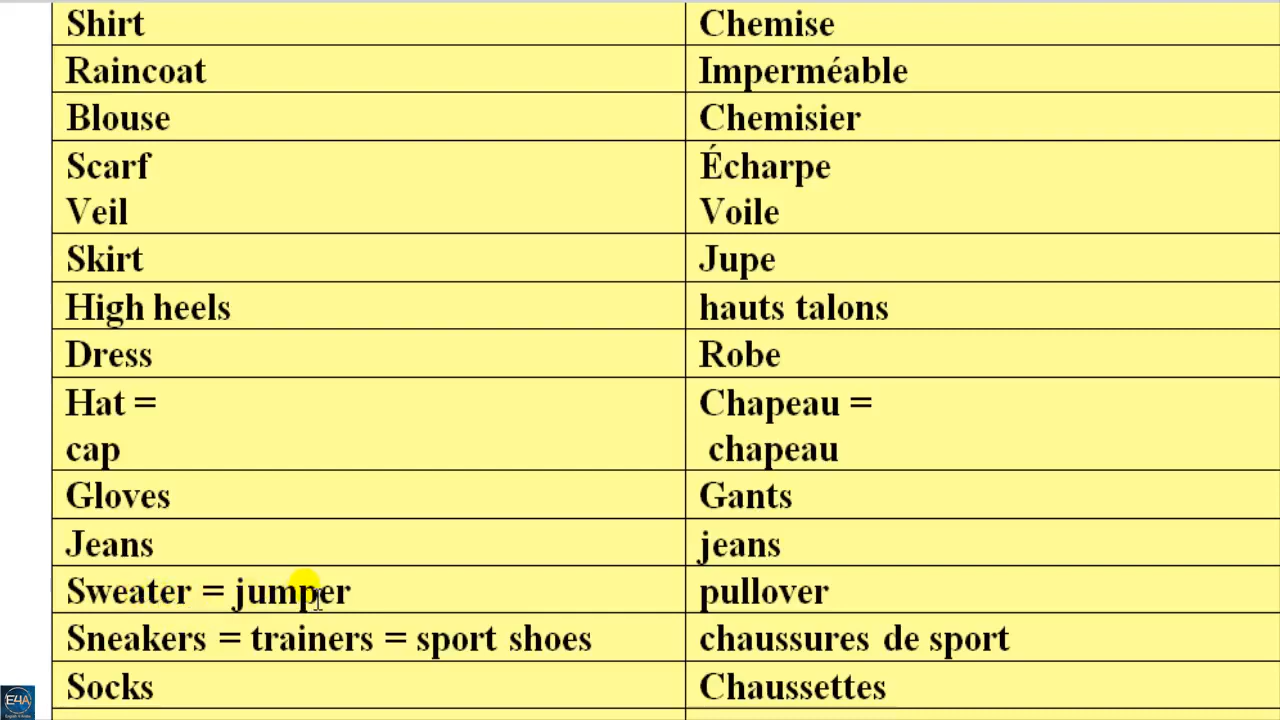 Shirt Chemise
Raincoat Imperméable
Blouse Chemisier
Scarf Écharpe
Veil Voile
Skirt Jupe
High heels hauts talons
Dress Robe
Hat = Chapeau =
cap chapeau
Gloves Gants
Jeans jeans
Sweater = jumper pullover
Sneakers = trainers = sport shoes chaussures de sport
Socks Chaussettes
E4A